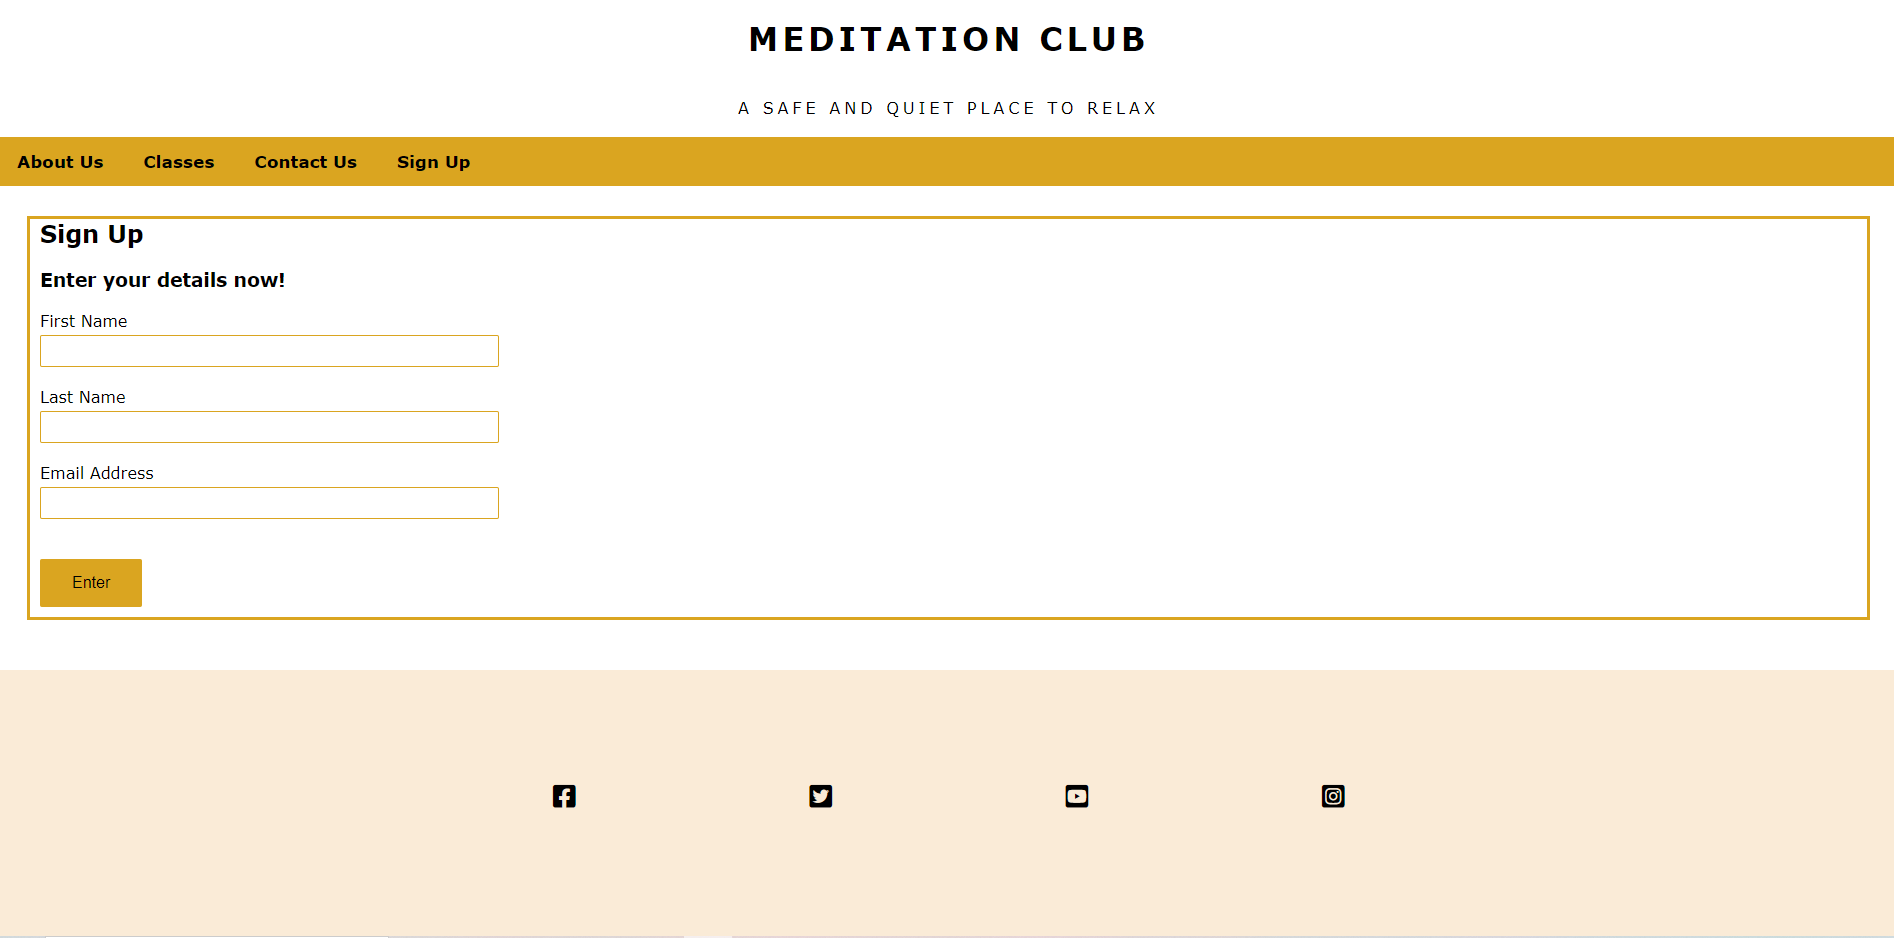 MEDITATION CLUB
A SAFE AND QUIET PLACE TO RELAX
About Us Classes Contact Us Sign Up
Sign Up
Enter your details now!
First Name
Last Name
Email Address
Enter